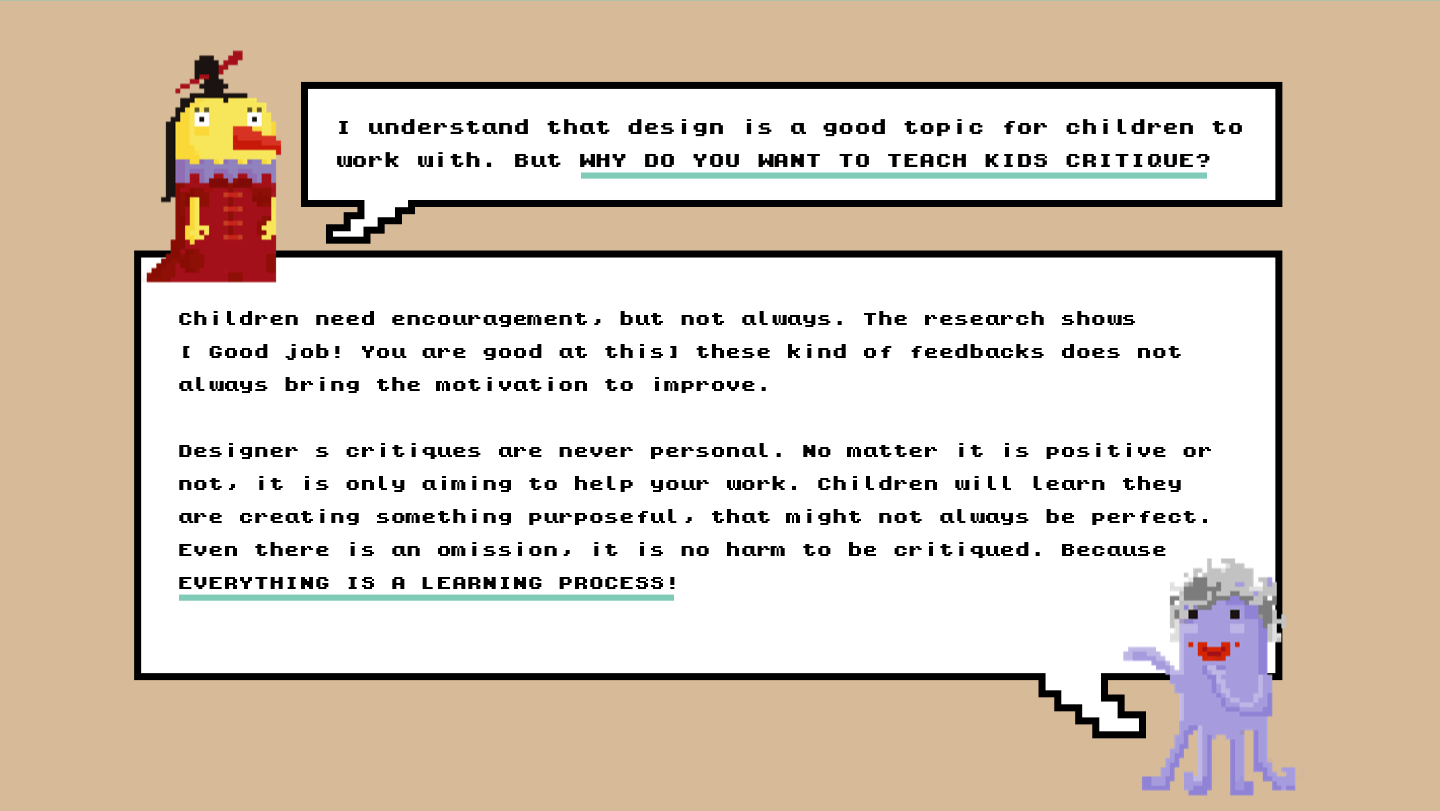 I understand that design is a good topic for children to
work with. But WHY DO YOU WANT TO TEACH KIDS CRITIQUE?
Children need encouragement, but not always. The research shows
[ Good job! You are good at this] these kind of feedbacks does not
always bring the motivation to improve.
Designer s critiques are never personal. No matter it is positive or
not, it is only aiming to help your work. Children will learn they
are creating something purposeful, that might not always be perfect.
Even there is an omission, it is no harm to be critiqued. Because
EVERYTHING IS A LEARNING PROCESS!